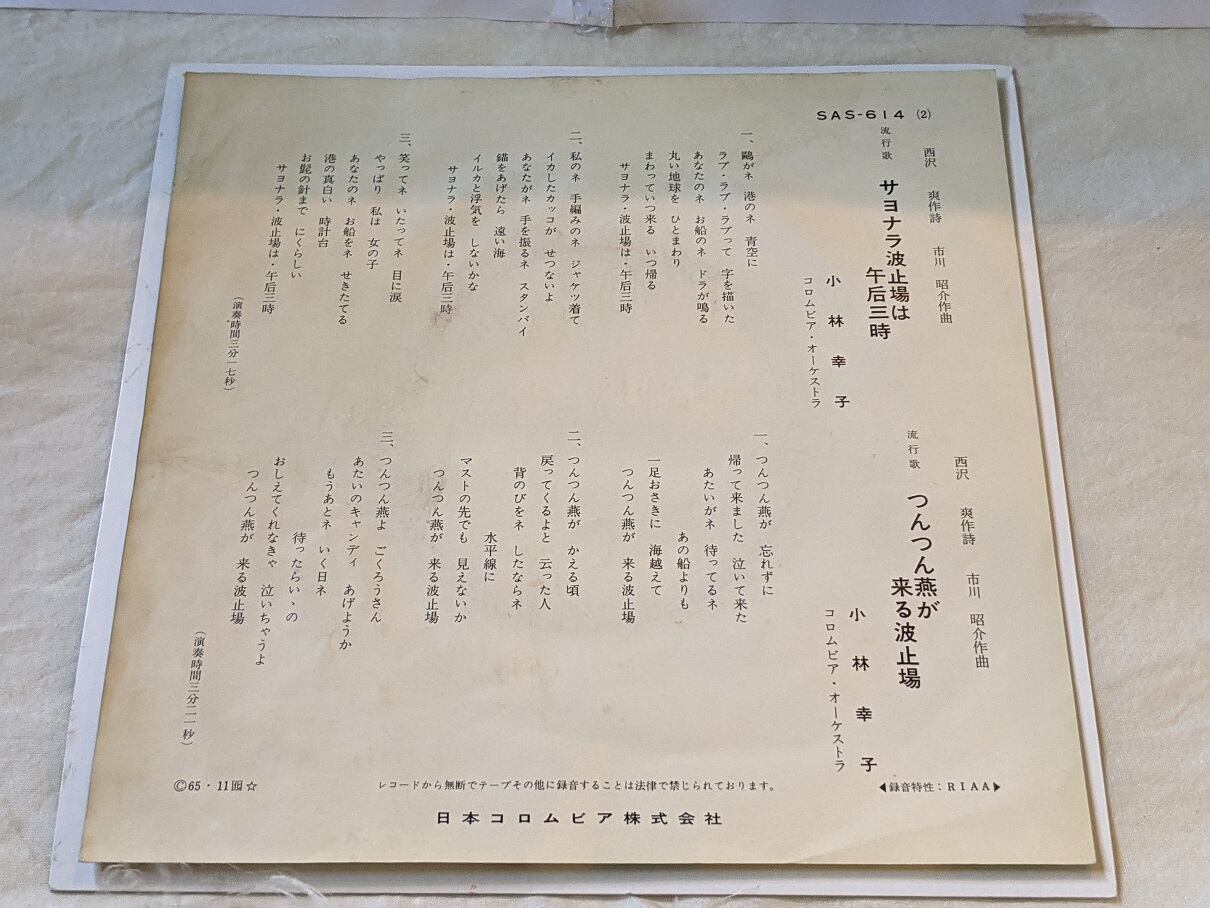 SAS-614 (2)
西沢 爽作詩 市川 昭介作曲
流行歌
サヨナラ波止場は
午后三時
小林幸子
コロムビア・オーケストラ
一、鷗がネ 港のネ 青空に
ラブ・ラブ・ラブって 字を描いた
あなたのネ お船のネ ドラが鳴る
丸い地球を ひとまわり
まわっていつ来る いつ帰る
サヨナラ・波止場は・午后三時
二、私のネ 手編みのネ ジャケツ着て
イカしたカッコが せつないよ
あなたがネ 手を振るネ スタンバイ
錨をあげたら 遠い海
イルカと浮気を しないかな
サヨナラ・波止場は・午后三時
三、笑ってネ いたってネ 目に涙
やっぱり 私は 女の子
あなたのネ お船をネ せきたてる
港の真白い 時計台
お髭の針まで にくらしい
サヨナラ・波止場は・午后三時
(演奏時間三分一七秒)
西沢 爽作詩 市川 昭介作曲
流行歌
つんつん燕が
来る波止場
小林幸子
コロムビア・オーケストラ
一、つんつん燕が 忘れずに
帰って来ました 泣いて来た
あたいがネ 待ってるネ
あの船よりも
一足おさきに 海越えて
つんつん燕が 来る波止場
二、つんつん燕が かえる頃
戻ってくるよと 云った人
背のびをネ したならネ
水平線に
マストの先でも 見えないか
つんつん燕が 来る波止場
三、つんつん燕よ ごくろうさん
あたいのキャンディ あげようか
もうあとネ いく日ネ
待ったらいゝの
おしえてくれなきゃ 泣いちゃうよ
つんつん燕が 来る波止場
(演奏時間三分二一秒)
◀録音特性:RIAA▶
レコードから無断でテープその他に録音することは法律で禁じられております。
Ⓒ65・11 ☆
日本コロムビア株式会社